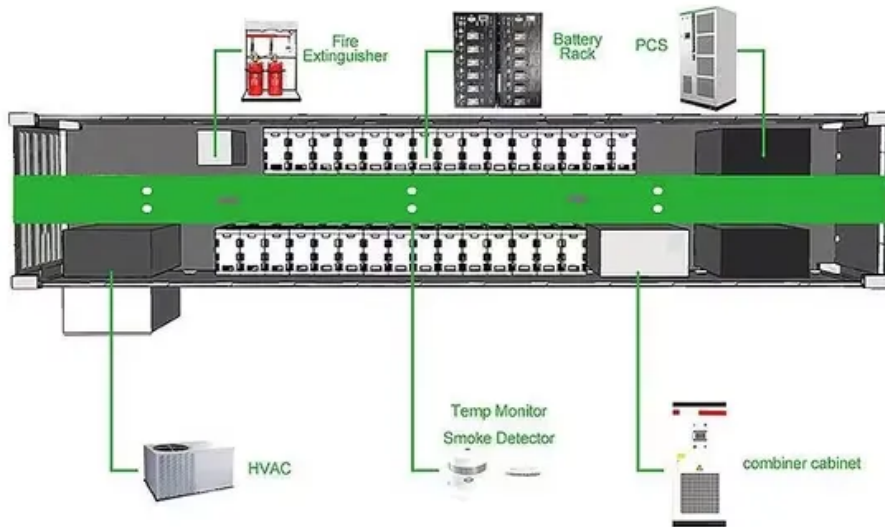 Fire
Extinguisher
Battery
Rack
PCS
Temp Monitor
Smoke Detector
HVAC
combiner cabinet